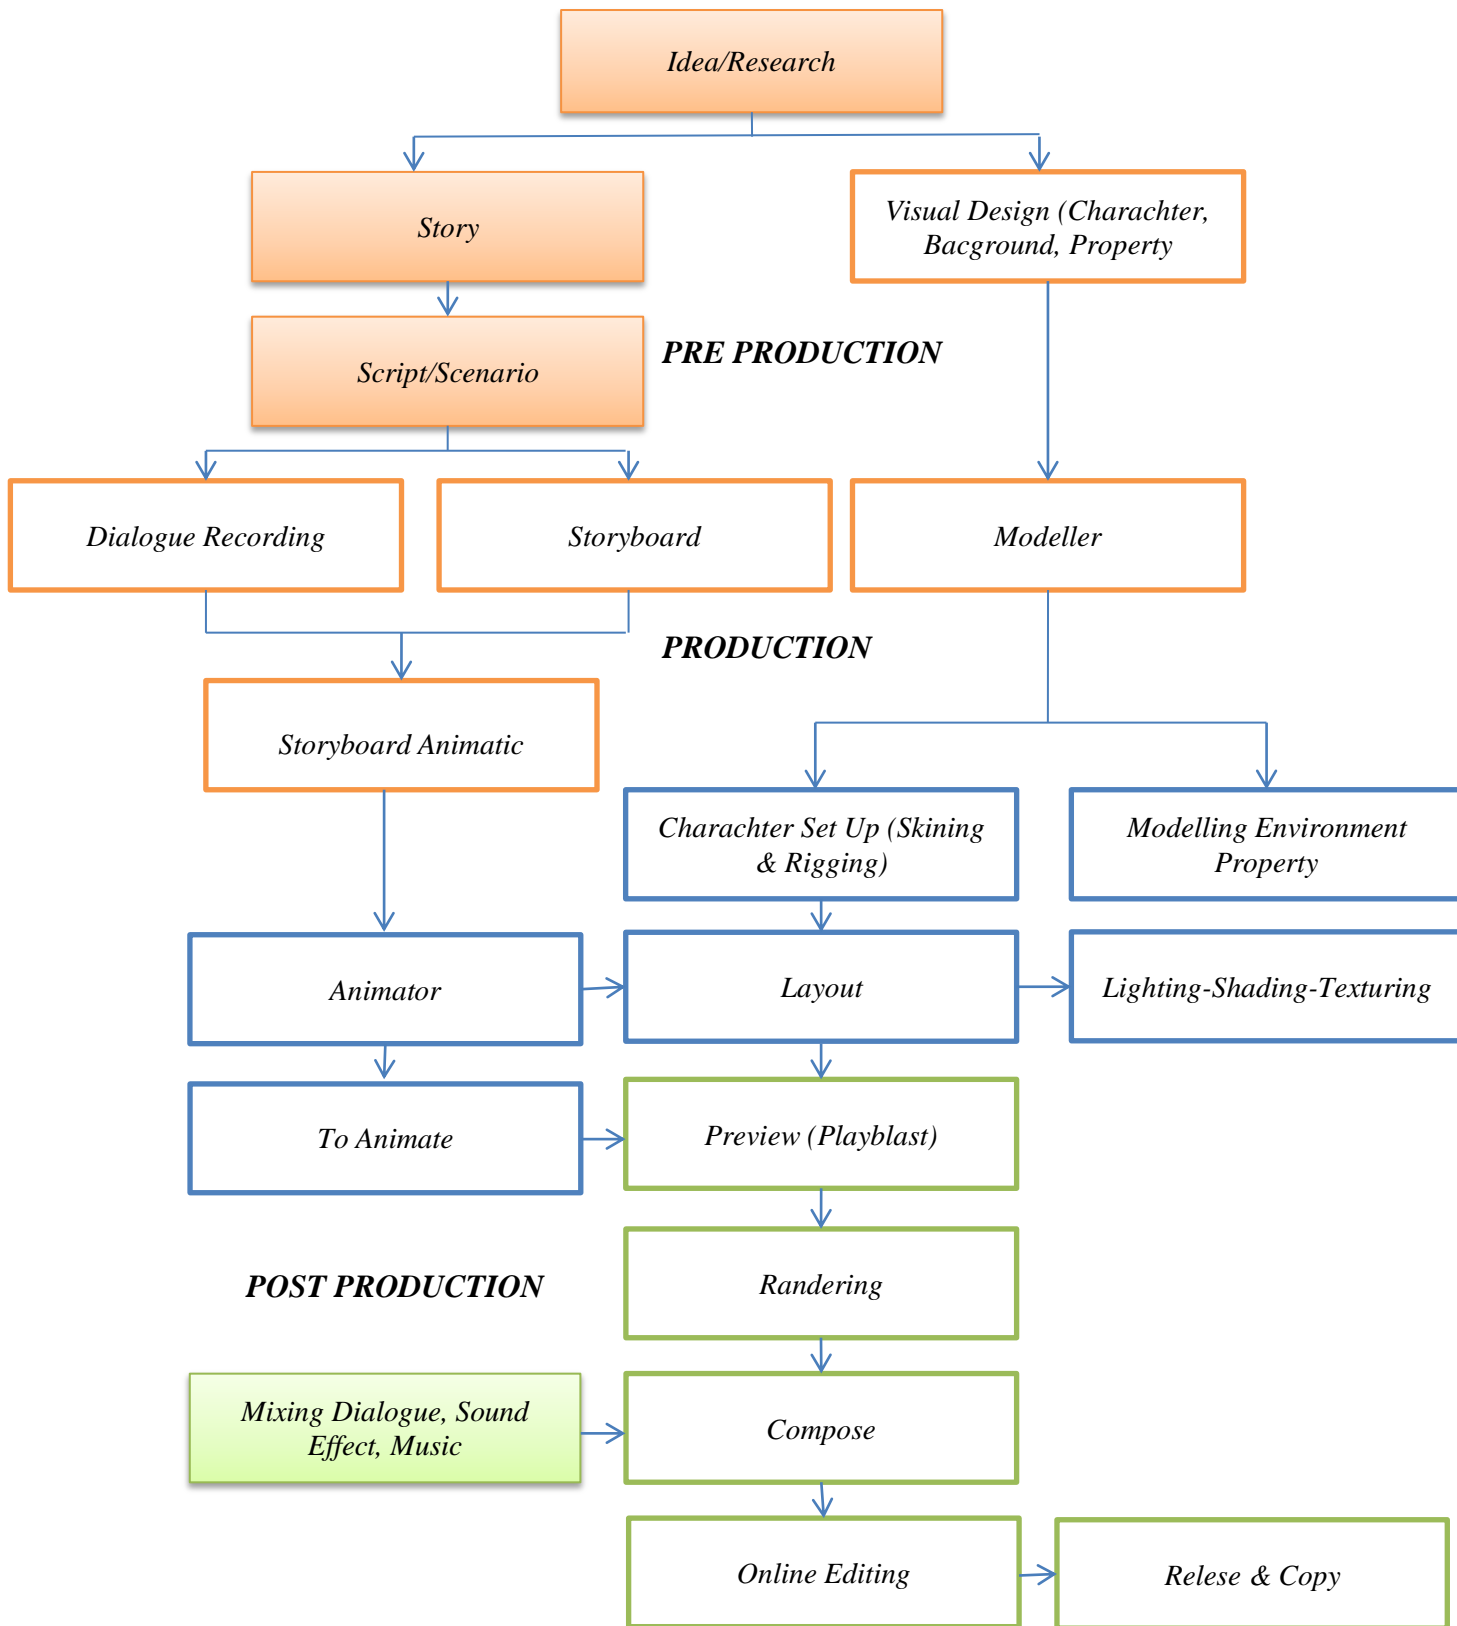 Idea/Research
Story
Visual Design (Charachter,
Bacground, Property
Script/Scenario
PRE PRODUCTION
Dialogue Recording
Storyboard
Modeller
PRODUCTION
Storyboard Animatic
Charachter Set Up (Skining
& Rigging)
Modelling Environment
Property
Animator
Layout
Lighting-Shading-Texturing
To Animate
Preview (Playblast)
Randering
POST PRODUCTION
Mixing Dialogue, Sound
Effect, Music
Compose
Online Editing
Relese & Copy